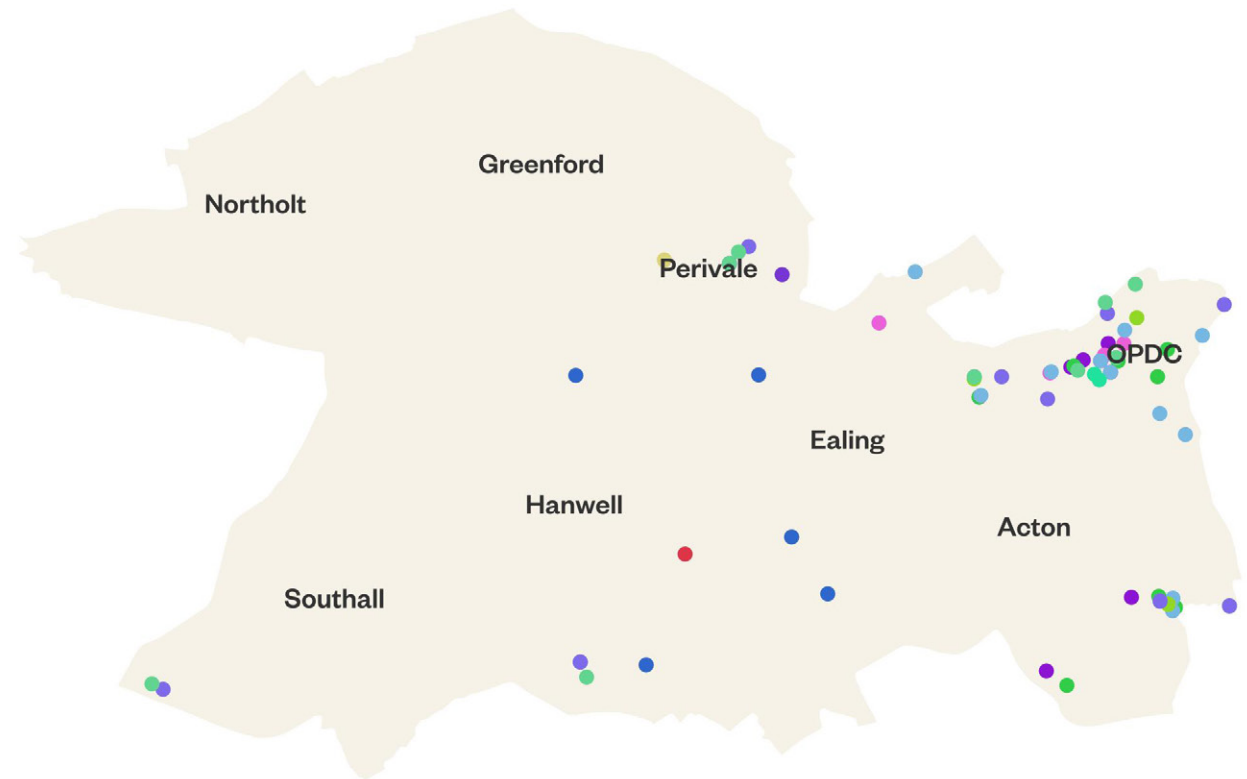 Greenford
Northolt
Perivale
OPDC
Ealing
Hanwell
Acton
Southall